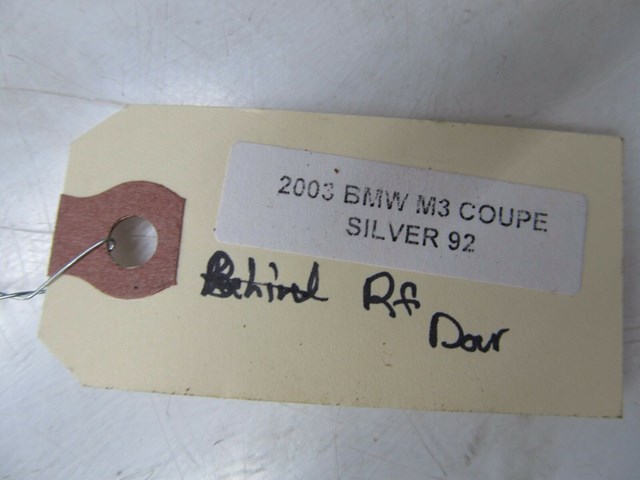 2003 BMW M3 COUPE
SILVER 92
Behind Rf
Door